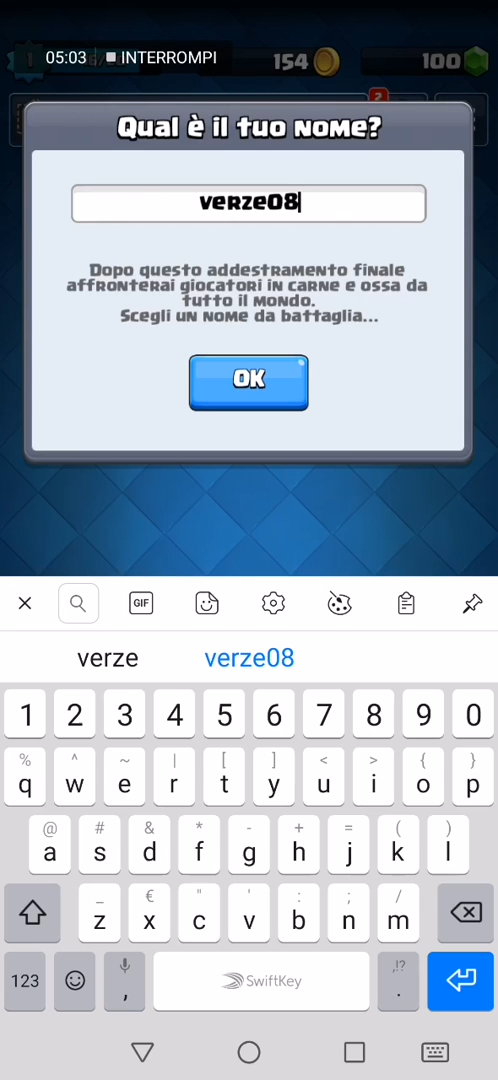 1
154
100
05:03 INTERROMPI
2
Qual è il tuo nome?
verze08
Dopo questo addestramento finale
affronterai giocatori in carne e ossa da
tutto il mondo.
Scegli un nome da battaglia...
OK
GIF
verze verze08
1 2 3 4 5 6 7 8 9 0
% ^ ~ | [ ] < > { }
q w e r t y u i o p
@ # & * - + = ( )
a s d f g h j k l
_ € " ' : ; /
z x c v b n m
,!?
123 , SwiftKey .